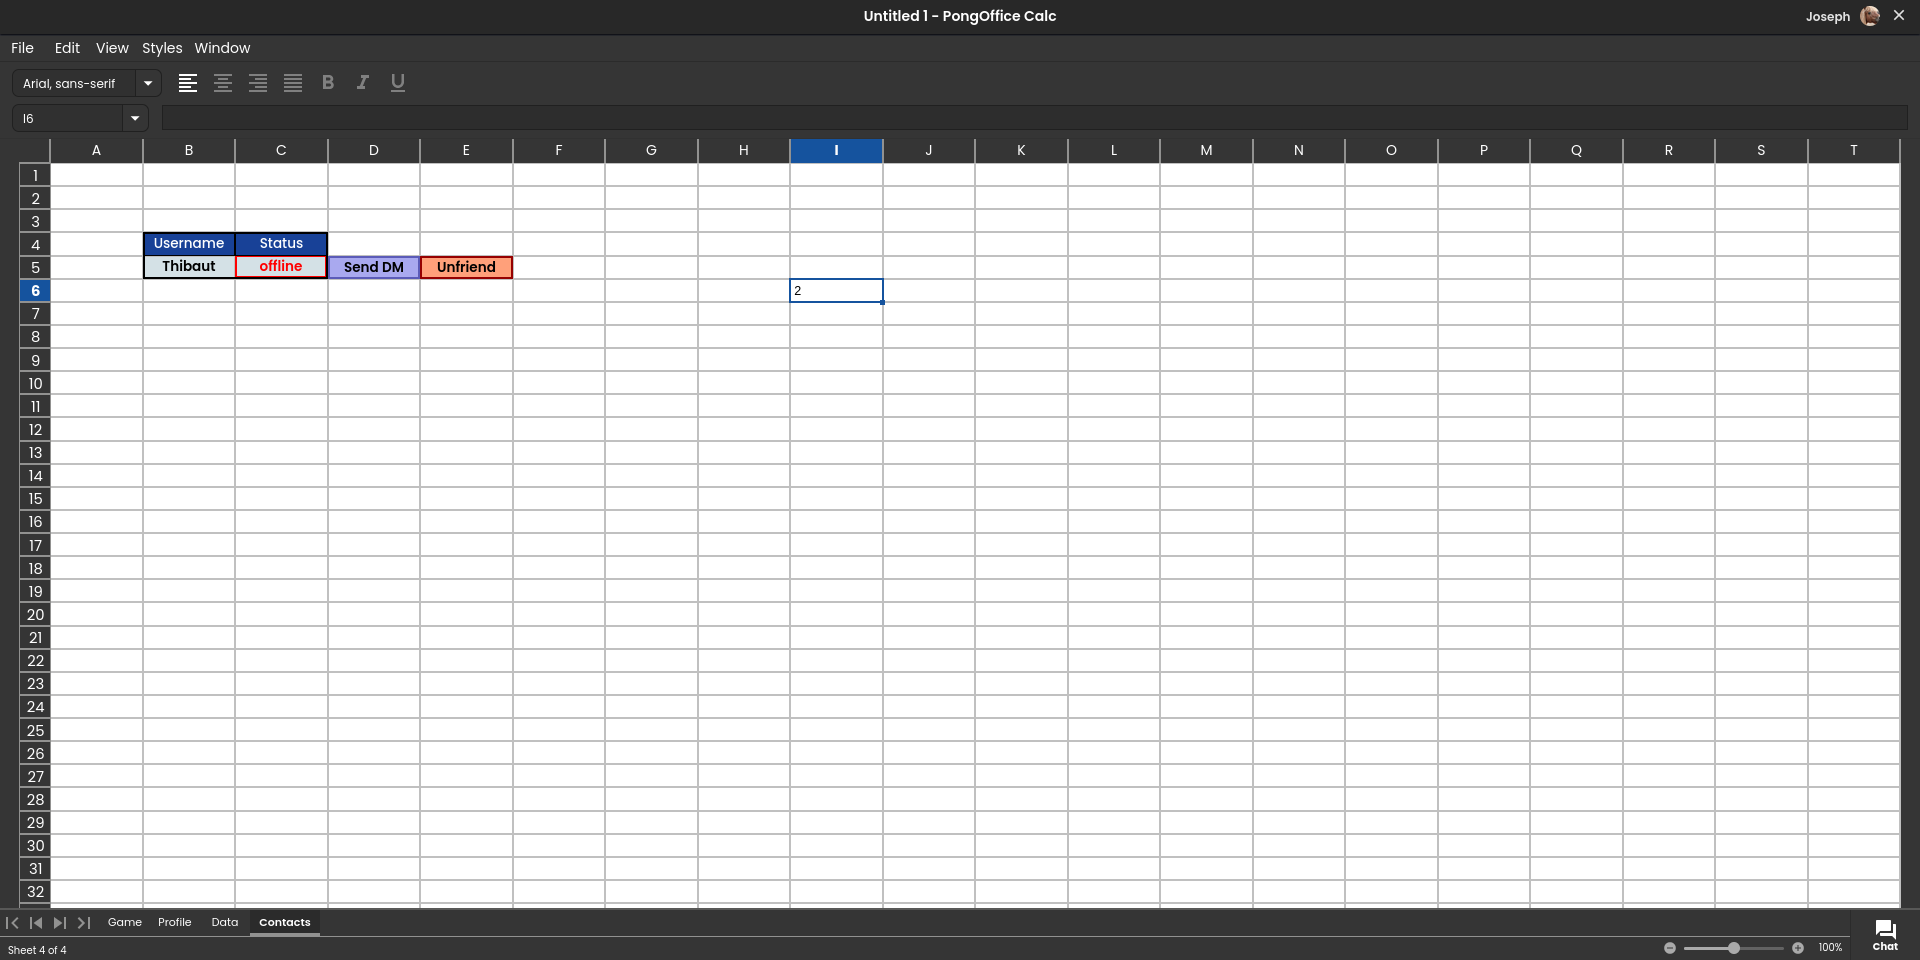 Untitled 1 - PongOffice Calc
Joseph
File Edit View Styles Window
Arial, sans-serif
B I U
I6
A B C D E F G H I J K L M N O P Q R S T
1
2
3
4 Username Status
5 Thibaut offline Send DM Unfriend
6 2
7
8
9
10
11
12
13
14
15
16
17
18
19
20
21
22
23
24
25
26
27
28
29
30
31
32
Game Profile Data Contacts
Sheet 4 of 4
100%
Chat